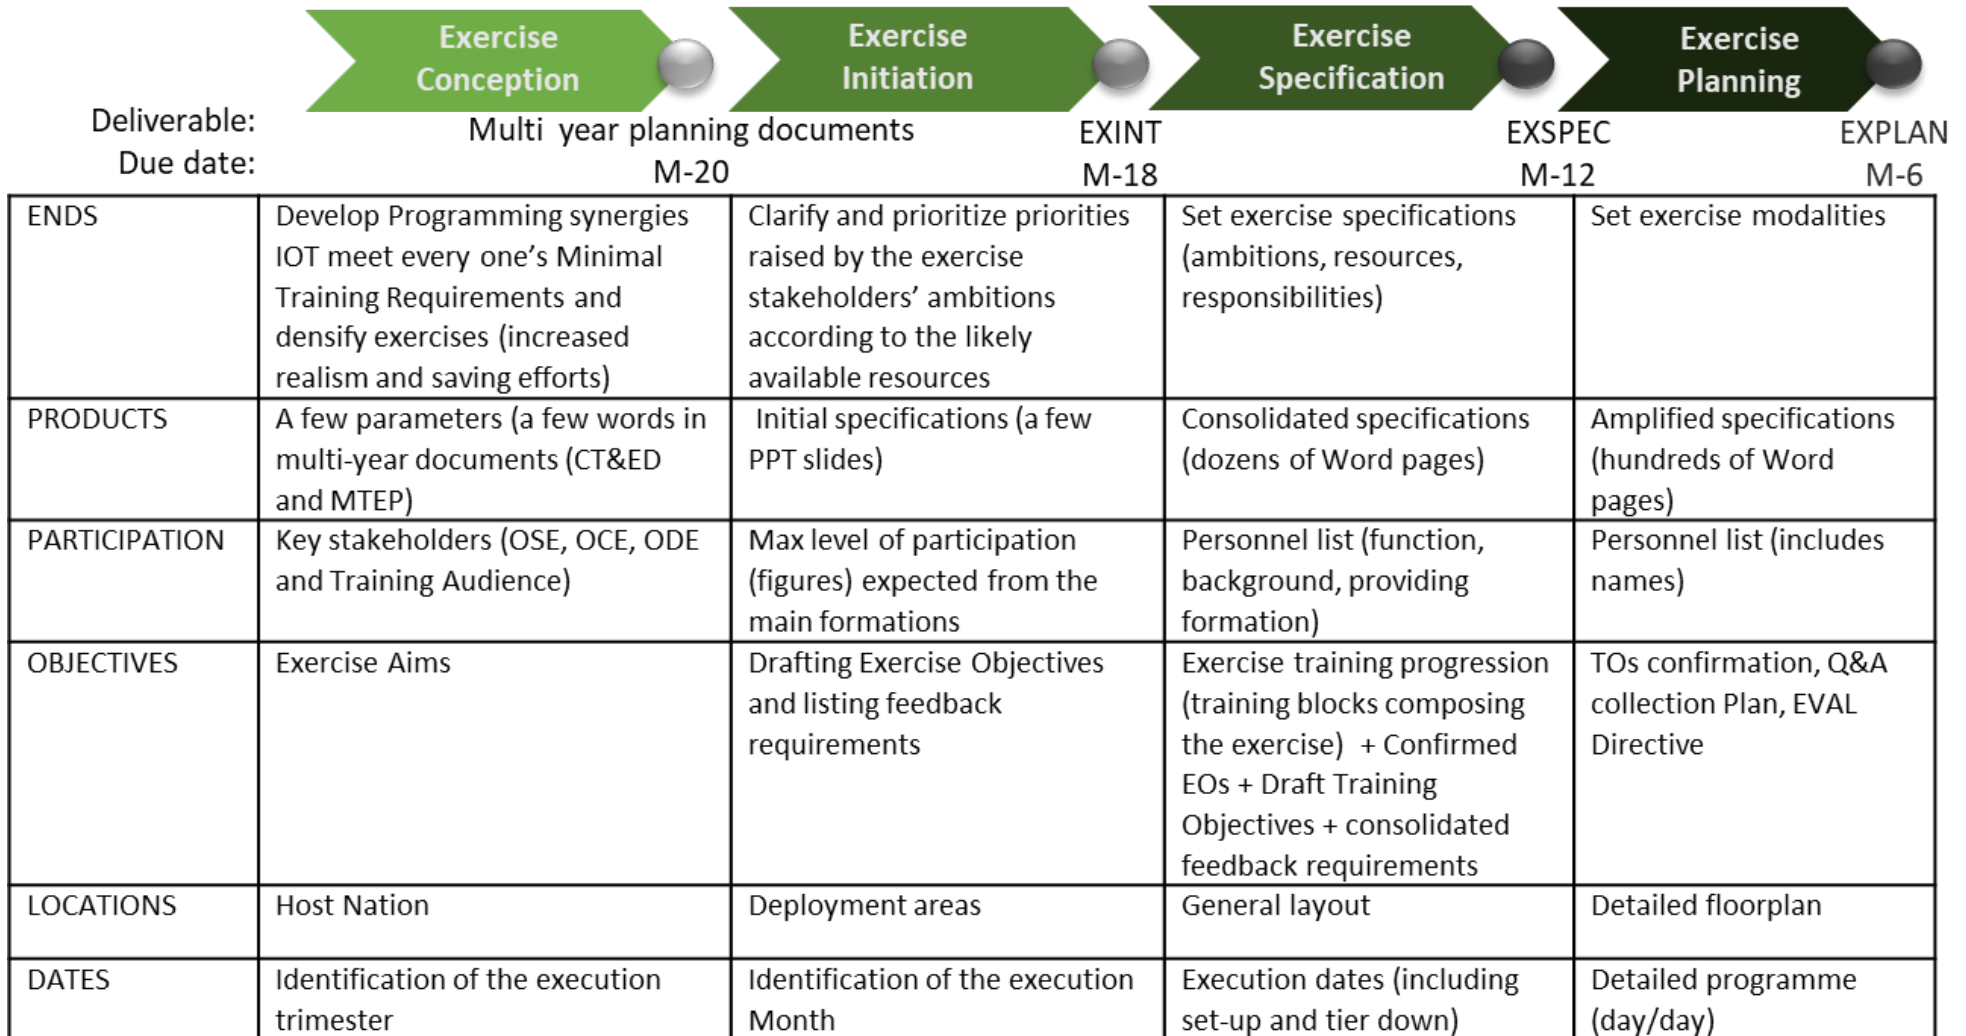 Exercise
Conception
Exercise
Initiation
Exercise
Specification
Exercise
Planning
Deliverable:
Multi year planning documents
EXINT
EXSPEC
EXPLAN
Due date:
M-20
M-18
M-12
M-6
ENDS
Develop Programming synergies
IOT meet every one's Minimal
Training Requirements and
densify exercises (increased
realism and saving efforts)
Clarify and prioritize priorities
raised by the exercise
stakeholders' ambitions
according to the likely
available resources
Set exercise specifications
(ambitions, resources,
responsibilities)
Set exercise modalities
PRODUCTS
A few parameters (a few words in
multi-year documents (CT&ED
and MTEP)
Initial specifications (a few
PPT slides)
Consolidated specifications
(dozens of Word pages)
Amplified specifications
(hundreds of Word
pages)
PARTICIPATION
Key stakeholders (OSE, OCE, ODE
and Training Audience)
Max level of participation
(figures) expected from the
main formations
Personnel list (function,
background, providing
formation)
Personnel list (includes
names)
OBJECTIVES
Exercise Aims
Drafting Exercise Objectives
and listing feedback
requirements
Exercise training progression
(training blocks composing
the exercise) + Confirmed
EOs + Draft Training
Objectives + consolidated
feedback requirements
TOs confirmation, Q&A
collection Plan, EVAL
Directive
LOCATIONS
Host Nation
Deployment areas
General layout
Detailed floorplan
DATES
Identification of the execution
trimester
Identification of the execution
Month
Execution dates (including
set-up and tier down)
Detailed programme
(day/day)